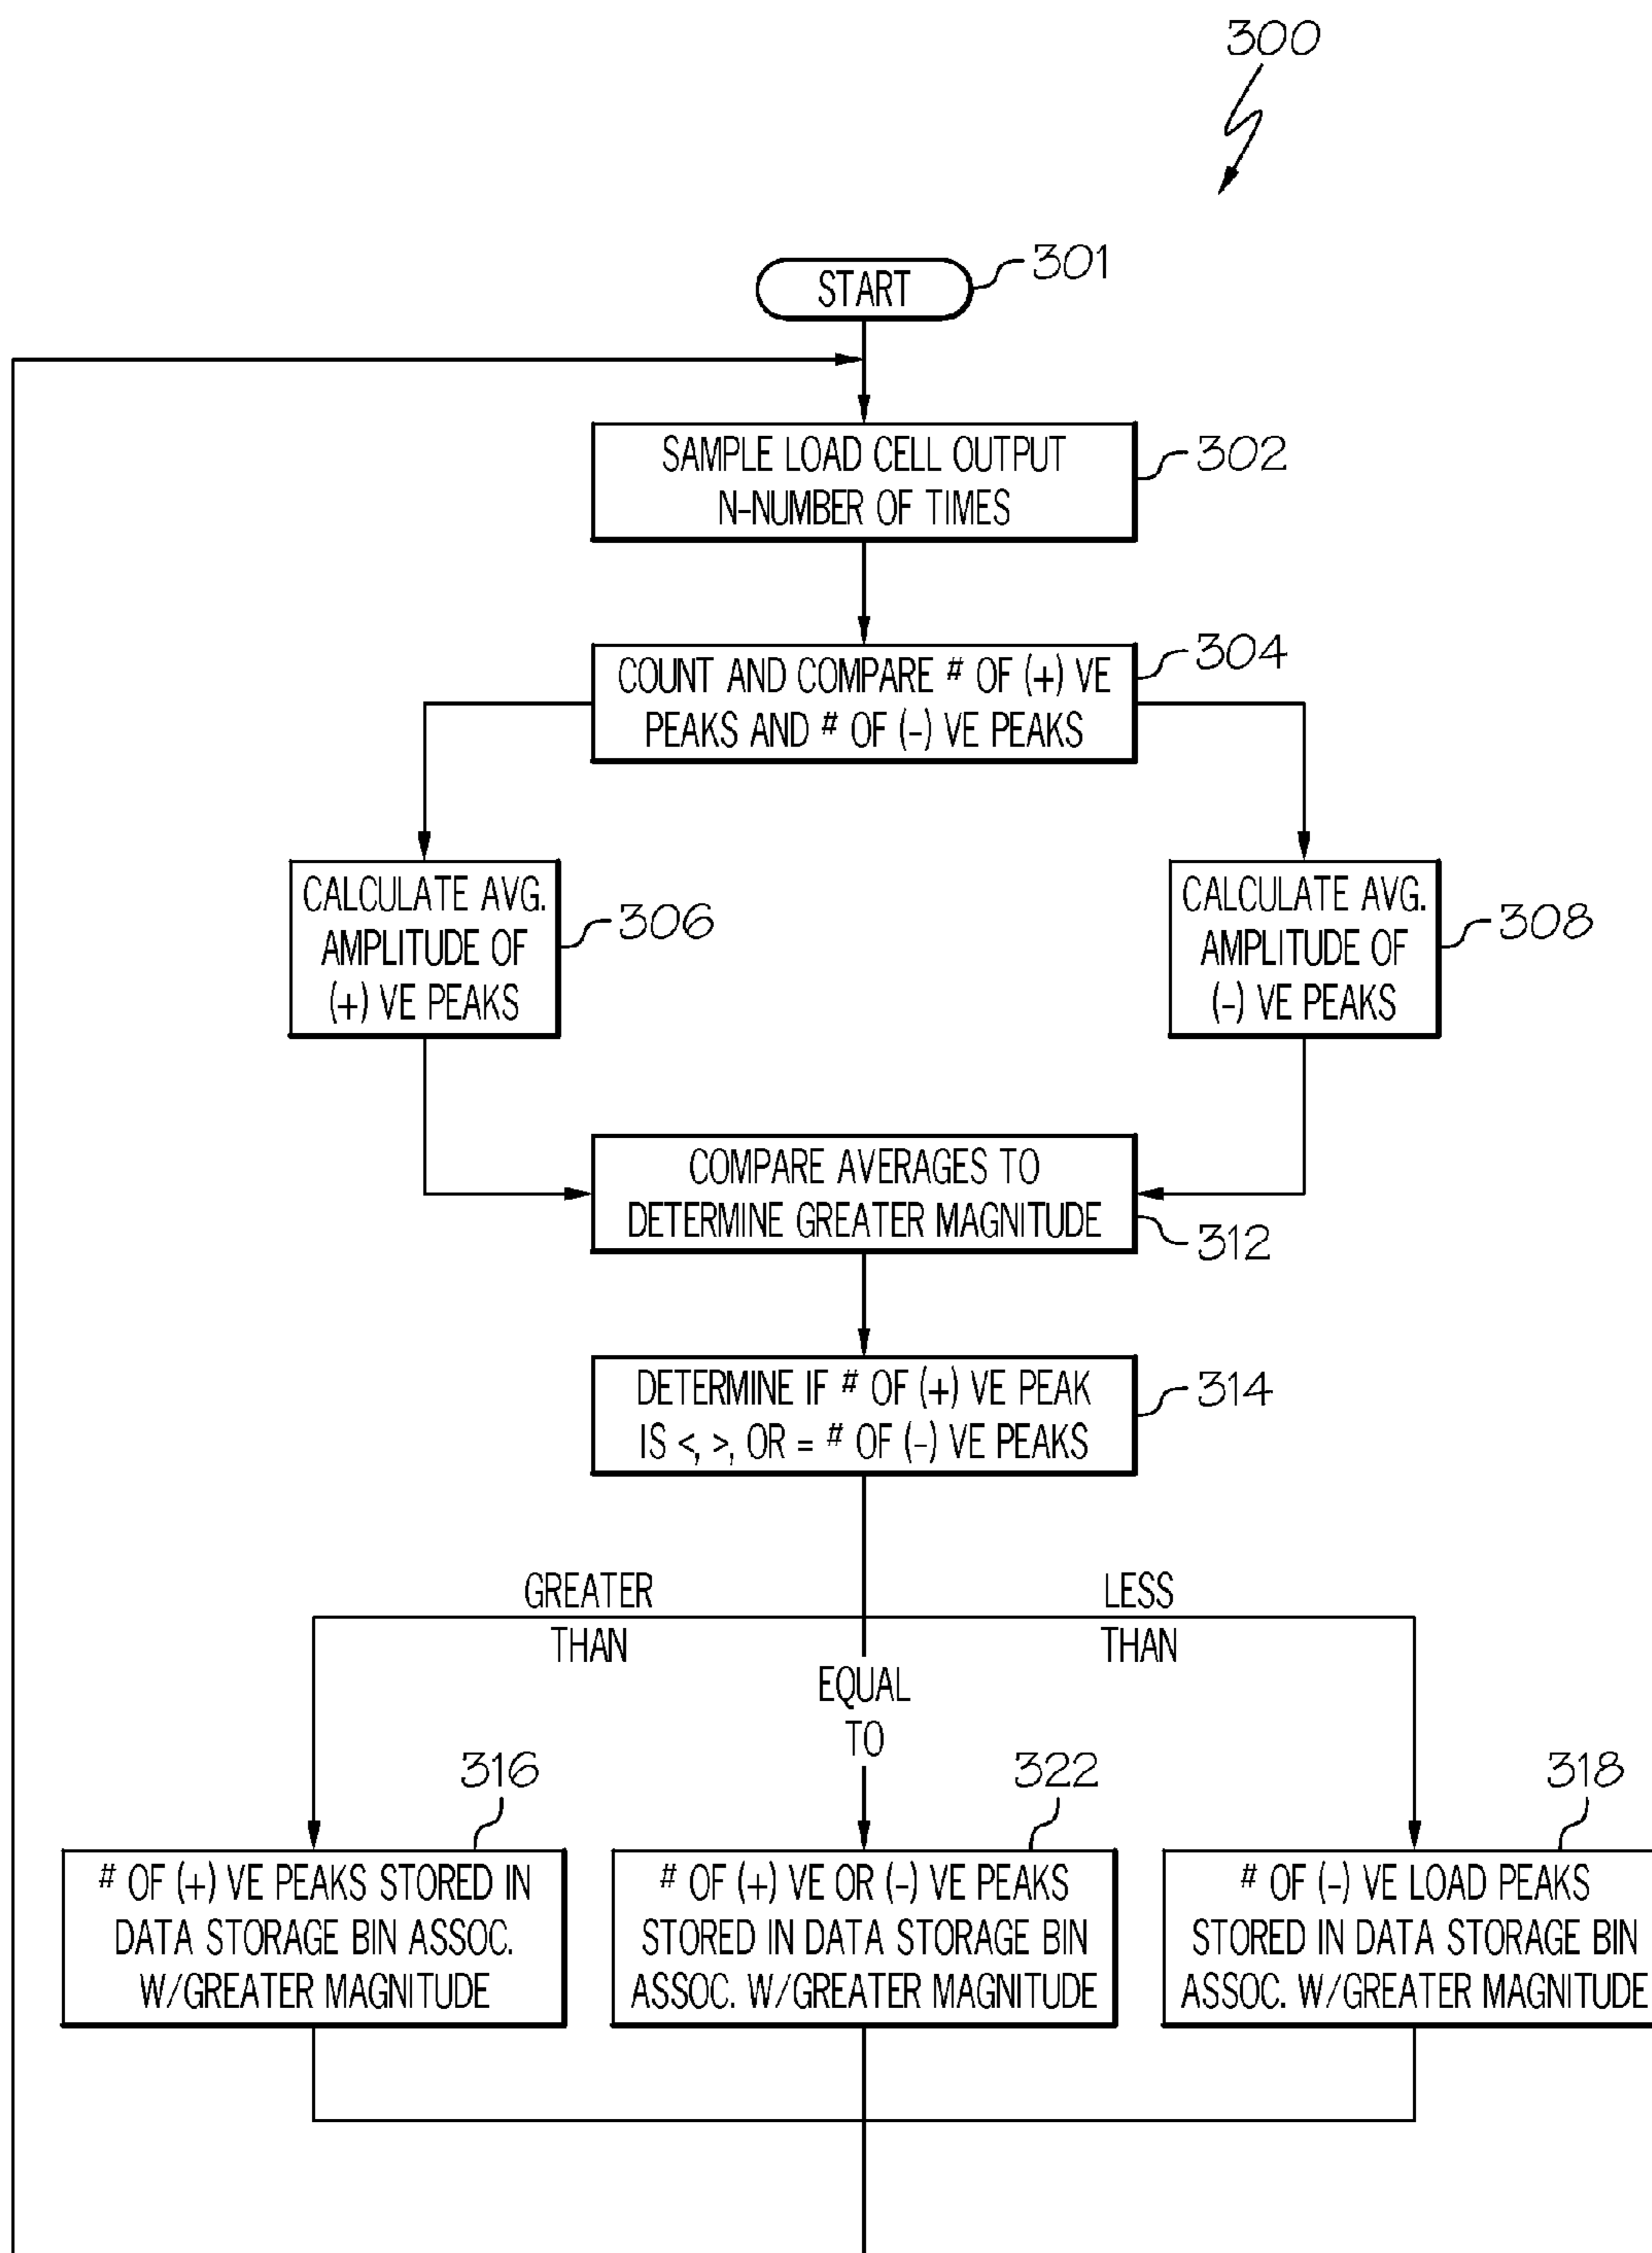 300
START
301
SAMPLE LOAD CELL OUTPUT
N-NUMBER OF TIMES
302
COUNT AND COMPARE # OF (+) VE
PEAKS AND # OF (-) VE PEAKS
304
CALCULATE AVG.
AMPLITUDE OF
(+) VE PEAKS
306
CALCULATE AVG.
AMPLITUDE OF
(-) VE PEAKS
308
COMPARE AVERAGES TO
DETERMINE GREATER MAGNITUDE
312
DETERMINE IF # OF (+) VE PEAK
IS <, >, OR = # OF (-) VE PEAKS
314
GREATER
THAN
EQUAL
TO
LESS
THAN
316
# OF (+) VE PEAKS STORED IN
DATA STORAGE BIN ASSOC.
W/GREATER MAGNITUDE
322
# OF (+) VE OR (-) VE PEAKS
STORED IN DATA STORAGE BIN
ASSOC. W/GREATER MAGNITUDE
318
# OF (-) VE LOAD PEAKS
STORED IN DATA STORAGE BIN
ASSOC. W/GREATER MAGNITUDE